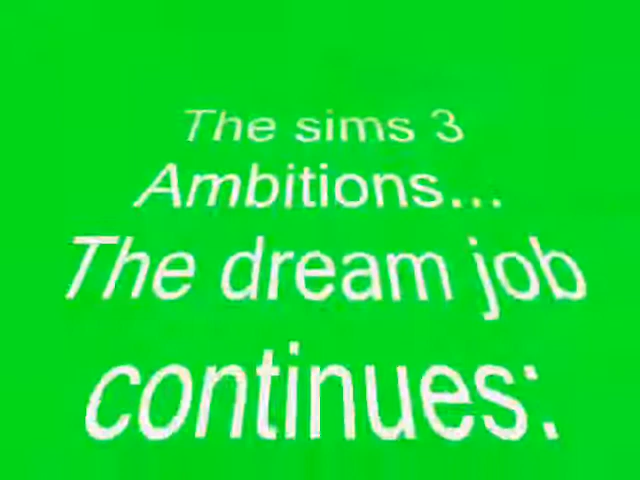 The sims 3
Ambitions...
The dream job
continues: